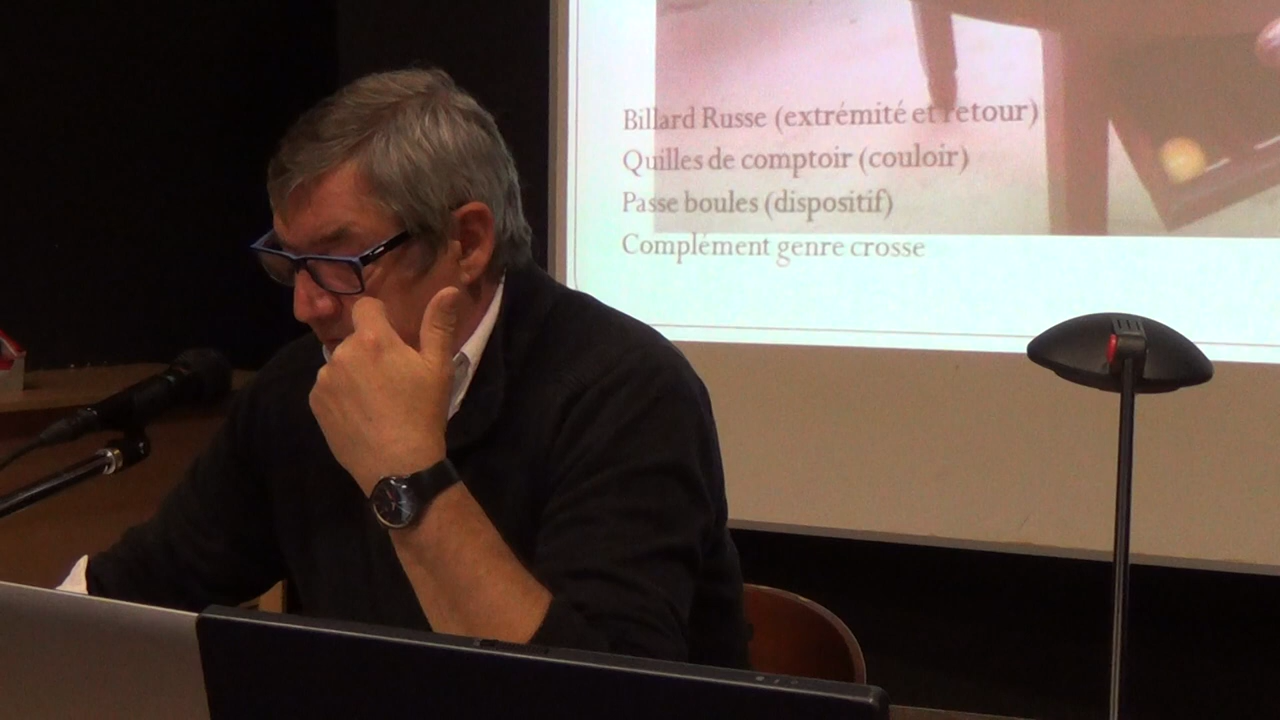 Billard Russe (extrémité et retour)
Quilles de comptoir (couloir)
Passe boules (dispositif)
Complément genre crosse